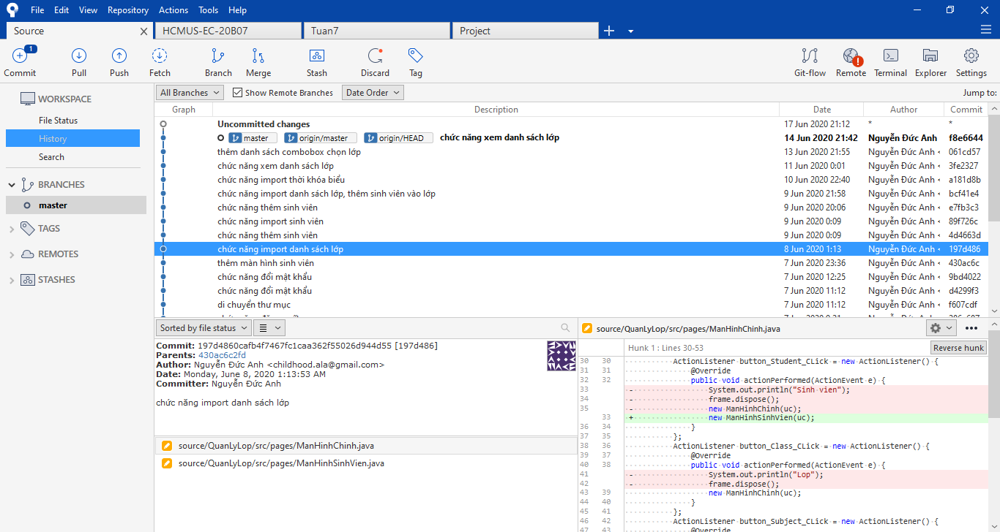 File Edit View Repository Actions Tools Help
Source HCMUS-EC-20B07 Tuan7 Project
1
Commit Pull Push Fetch Branch Merge Stash Discard Tag Git-flow Remote Terminal Explorer Settings
WORKSPACE
File Status
History
Search
BRANCHES
master
TAGS
REMOTES
STASHES
All Branches Show Remote Branches Date Order Jump to:
Graph Description Date Author Commit
Uncommitted changes 17 Jun 2020 21:12 * *
master origin/master origin/HEAD chức năng xem danh sách lớp 14 Jun 2020 21:42 Nguyễn Đức Anh f8e6644
thêm danh sách combobox chọn lớp 13 Jun 2020 21:55 Nguyễn Đức Anh < 061cd57
chức năng xem danh sách lớp 11 Jun 2020 0:01 Nguyễn Đức Anh < 3fe2327
chức năng import thời khóa biểu 10 Jun 2020 22:40 Nguyễn Đức Anh < a181d8b
chức năng import danh sách lớp, thêm sinh viên vào lớp 9 Jun 2020 21:58 Nguyễn Đức Anh < bcf41e4
chức năng thêm sinh viên 9 Jun 2020 20:06 Nguyễn Đức Anh < e7fb3c3
chức năng import sinh viên 9 Jun 2020 0:09 Nguyễn Đức Anh < 89f726c
chức năng thêm sinh viên 9 Jun 2020 0:09 Nguyễn Đức Anh < 4d4663d
chức năng import danh sách lớp 8 Jun 2020 1:13 Nguyễn Đức Anh < 197d486
thêm màn hình sinh viên 7 Jun 2020 23:36 Nguyễn Đức Anh < 430ac6c
chức năng đổi mật khẩu 7 Jun 2020 12:25 Nguyễn Đức Anh < 9bd4022
chức năng đổi mật khẩu 7 Jun 2020 11:12 Nguyễn Đức Anh < d4299f3
di chuyển thư mục 7 Jun 2020 11:12 Nguyễn Đức Anh < f607cdf
Sorted by file status
Commit: 197d4860cafb4f7467fc1caa362f55026d944d55 [197d486]
Parents: 430ac6c2fd
Author: Nguyễn Đức Anh <childhood.ala@gmail.com>
Date: Monday, June 8, 2020 1:13:53 AM
Committer: Nguyễn Đức Anh
chức năng import danh sách lớp
source/QuanLyLop/src/pages/ManHinhChinh.java
source/QuanLyLop/src/pages/ManHinhSinhVien.java
source/QuanLyLop/src/pages/ManHinhChinh.java
Hunk 1 : Lines 30-53 Reverse hunk
30 30 ActionListener button_Student_CLick = new ActionListener() {
31 31 @Override
32 32 public void actionPerformed(ActionEvent e) {
33 - System.out.println("Sinh vien");
34 - frame.dispose();
35 - new ManHinhChinh(uc);
33 + new ManHinhSinhVien(uc);
36 34 }
37 35 };
38 36 ActionListener button_Class_CLick = new ActionListener() {
39 37 @Override
40 38 public void actionPerformed(ActionEvent e) {
41 - System.out.println("Lop");
42 - frame.dispose();
43 39 new ManHinhChinh(uc);
44 40 }
45 41 };
46 42 ActionListener button_Subject_CLick = new ActionListener() {
47 43 @Override